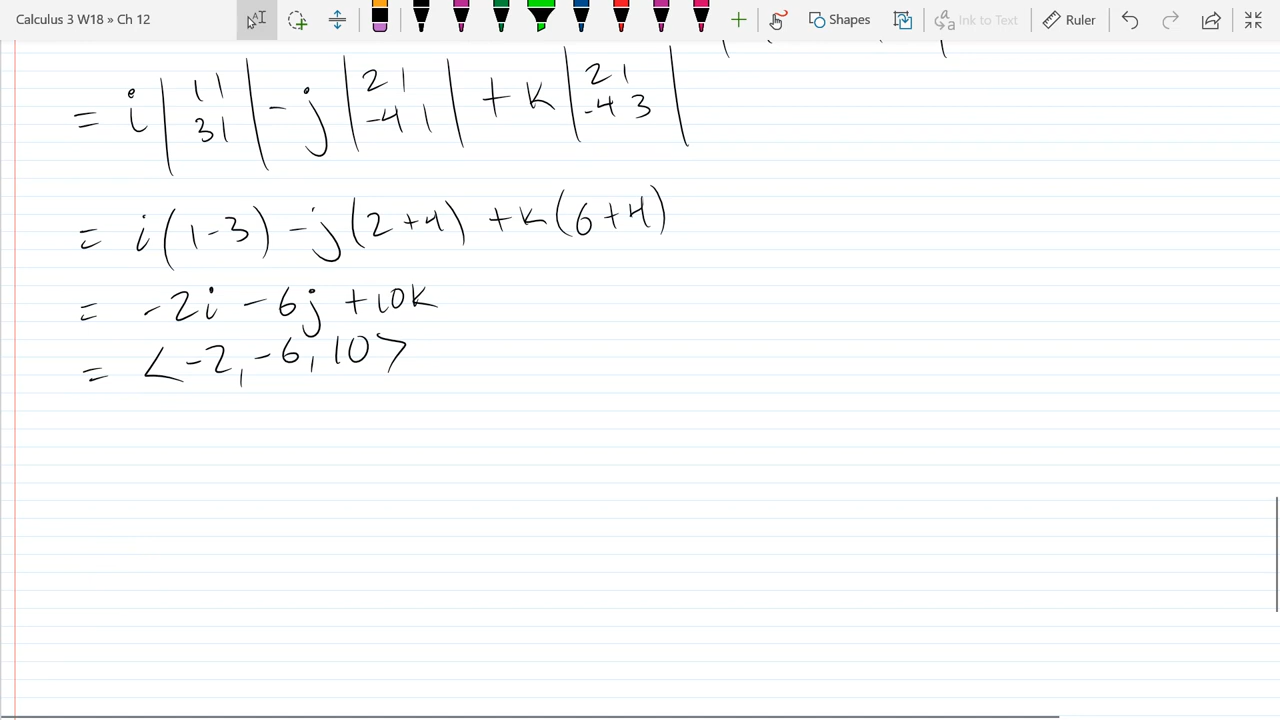 Calculus 3 W18 » Ch 12
Shapes
Ink to Text
Ruler
= i | 1 1 | - j | 2 1 | + k | 2 1 |
| 3 1 | | -4 1 | | -4 3 |
= i(1-3) - j(2+4) + k(6+4)
= -2i - 6j + 10k
= < -2, -6, 10 >